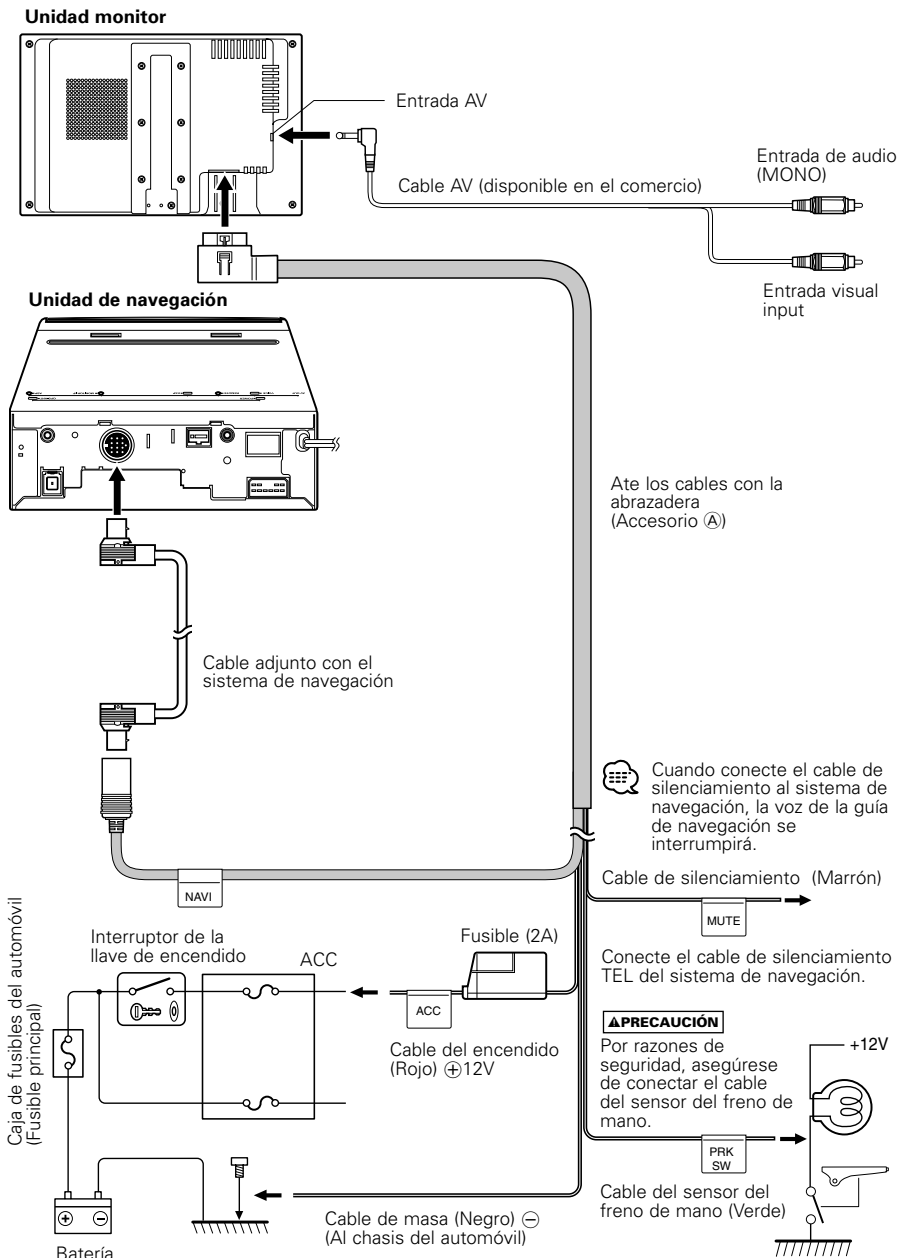 Unidad monitor
Entrada AV
Entrada de audio
(MONO)
Cable AV (disponible en el comercio)
Entrada visual
input
Unidad de navegación
Ate los cables con la
abrazadera
(Accesorio Ⓐ)
Cable adjunto con el
sistema de navegación
Cuando conecte el cable de
silenciamiento al sistema de
navegación, la voz de la guía
de navegación se
interrumpirá.
NAVI
Cable de silenciamiento (Marrón)
MUTE
Conecte el cable de silenciamiento
TEL del sistema de navegación.
Caja de fusibles del automóvil
(Fusible principal)
Interruptor de la
llave de encendido
ACC
Fusible (2A)
ACC
Cable del encendido
(Rojo) ⊕12V
PRECAUCIÓN
Por razones de
seguridad, asegúrese
de conectar el cable
del sensor del freno de
mano.
+12V
PRK
SW
Cable del sensor del
freno de mano (Verde)
Cable de masa (Negro) ⊖
(Al chasis del automóvil)
⊕ ⊖
Batería